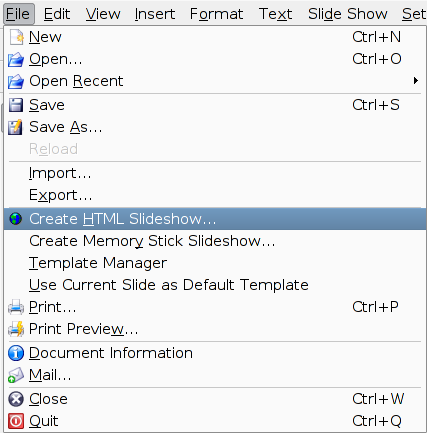 File Edit View Insert Format Text Slide Show Set
New Ctrl+N
Open... Ctrl+O
Open Recent
Save Ctrl+S
Save As...
Reload
Import...
Export...
Create HTML Slideshow...
Create Memory Stick Slideshow...
Template Manager
Use Current Slide as Default Template
Print... Ctrl+P
Print Preview...
Document Information
Mail...
Close Ctrl+W
Quit Ctrl+Q